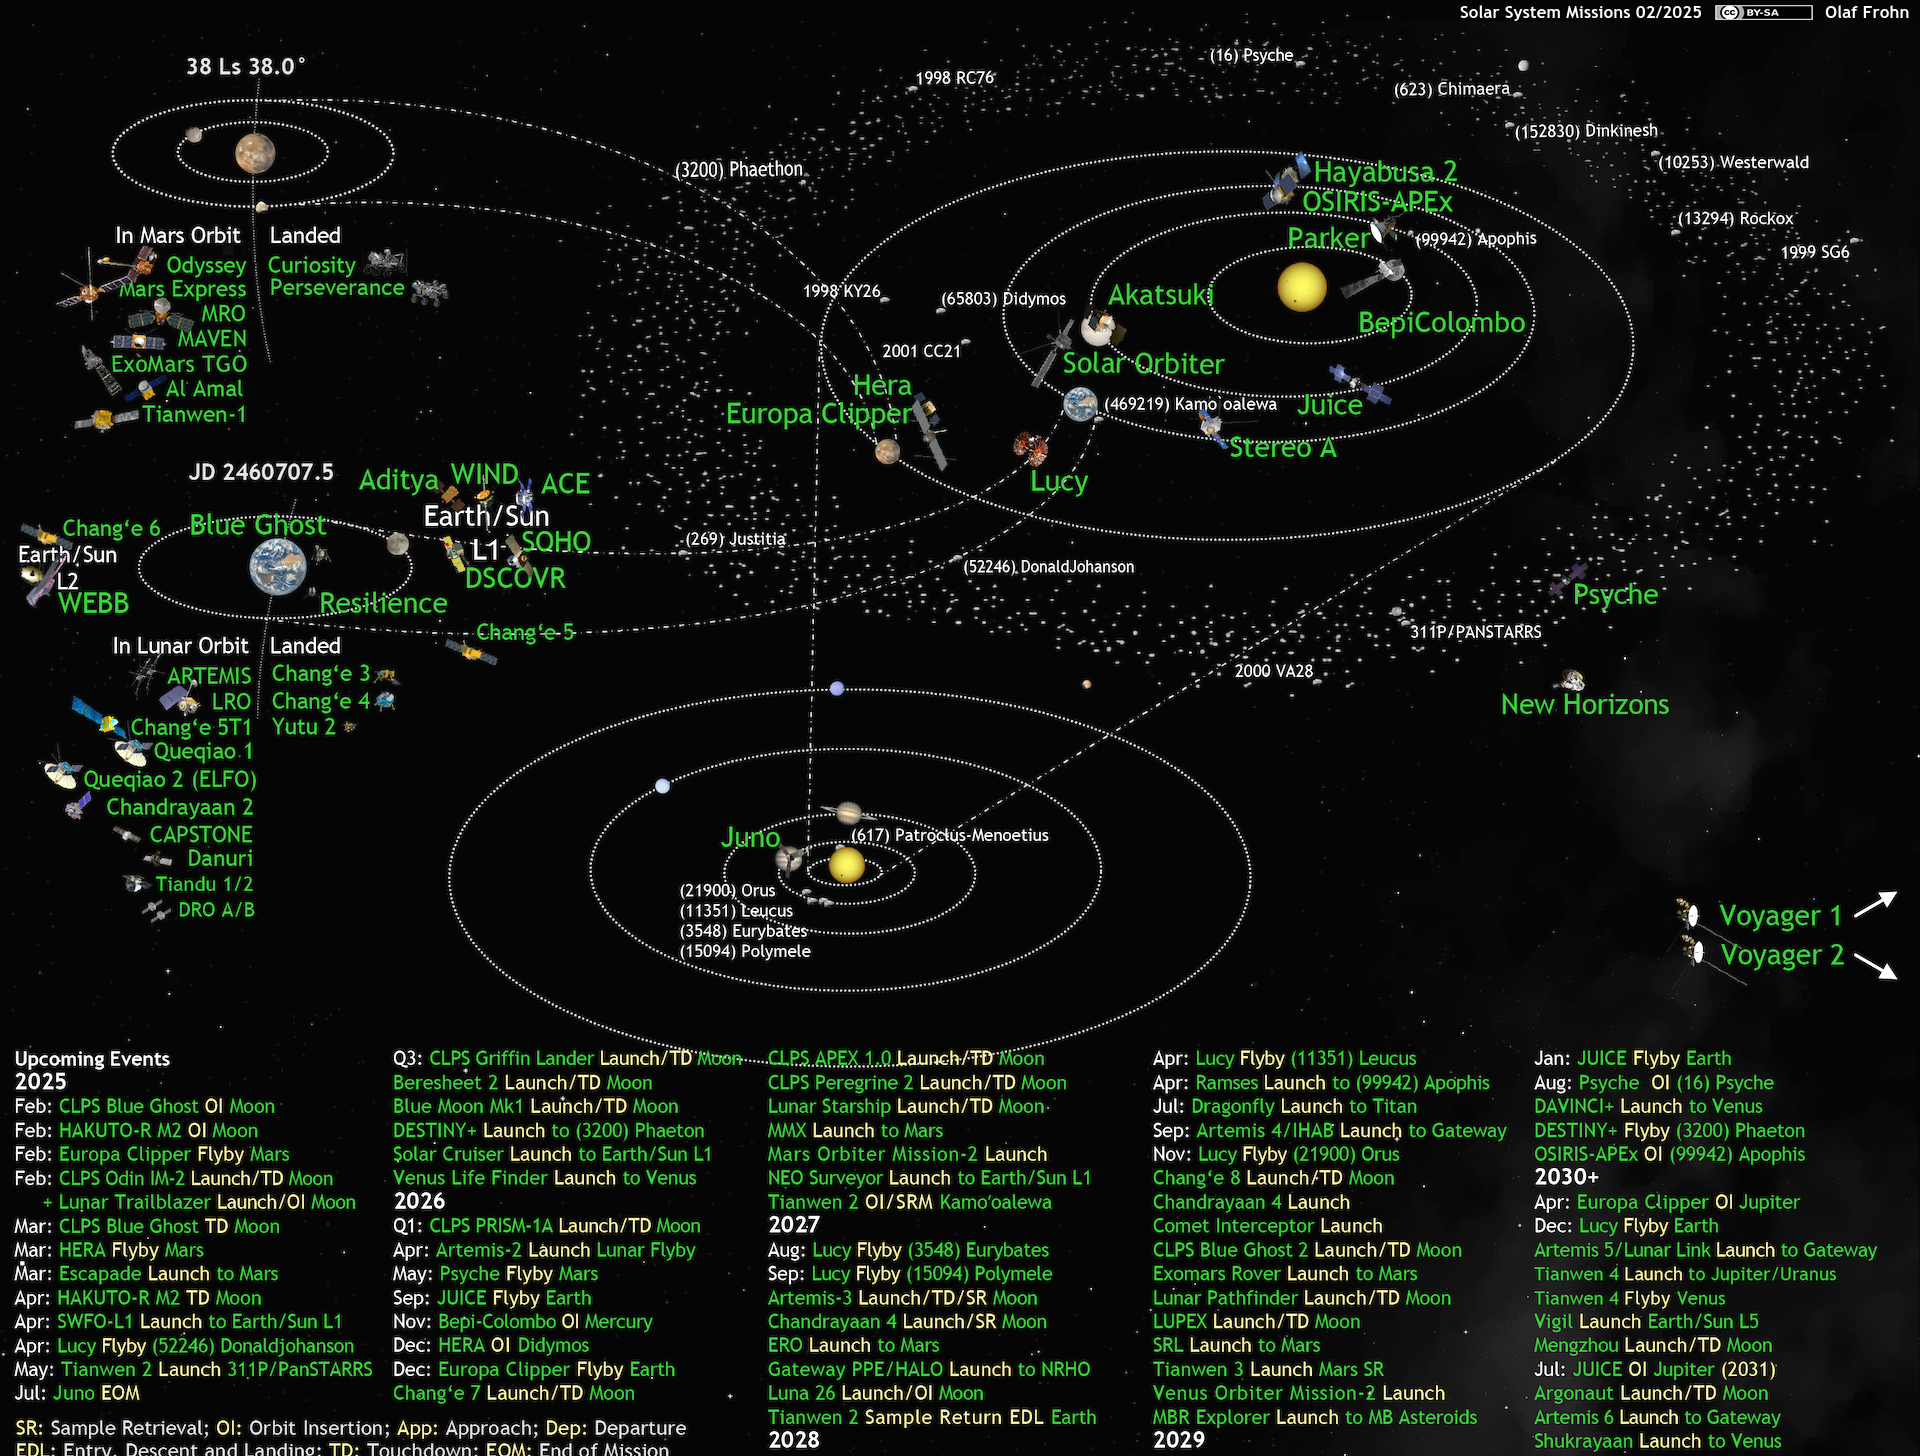 Solar System Missions 02/2025 cc BY-SA Olaf Frohn
38 Ls 38.0°
1998 RC76
(16) Psyche
(623) Chimaera
(152830) Dinkinesh
(10253) Westerwald
(3200) Phaethon
(13294) Rockox
1999 SG6
Hayabusa 2
OSIRIS-APEx
Parker
(99942) Apophis
In Mars Orbit
Odyssey
Mars Express
MRO
MAVEN
ExoMars TGO
Al Amal
Tianwen-1
Landed
Curiosity
Perseverance
1998 KY26
(65803) Didymos
2001 CC21
Akatsuki
BepiColombo
Solar Orbiter
Hera
Europa Clipper
(469219) Kamo oalewa
Juice
Stereo A
Lucy
JD 2460707.5
Aditya
WIND
ACE
Earth/Sun
L1
SOHO
DSCOVR
Chang‘e 6
Blue Ghost
Earth/Sun
L2
WEBB
Resilience
Chang‘e 5
(269) Justitia
(52246) DonaldJohanson
Psyche
311P/PANSTARRS
2000 VA28
New Horizons
In Lunar Orbit
ARTEMIS
LRO
Chang‘e 5T1
Queqiao 1
Queqiao 2 (ELFO)
Chandrayaan 2
CAPSTONE
Danuri
Tiandu 1/2
DRO A/B
Landed
Chang‘e 3
Chang‘e 4
Yutu 2
Juno
(617) Patroclus-Menoetius
(21900) Orus
(11351) Leucus
(3548) Eurybates
(15094) Polymele
Voyager 1
Voyager 2
Upcoming Events
2025
Feb: CLPS Blue Ghost OI Moon
Feb: HAKUTO-R M2 OI Moon
Feb: Europa Clipper Flyby Mars
Feb: CLPS Odin IM-2 Launch/TD Moon
+ Lunar Trailblazer Launch/OI Moon
Mar: CLPS Blue Ghost TD Moon
Mar: HERA Flyby Mars
Mar: Escapade Launch to Mars
Apr: HAKUTO-R M2 TD Moon
Apr: SWFO-L1 Launch to Earth/Sun L1
Apr: Lucy Flyby (52246) Donaldjohanson
May: Tianwen 2 Launch 311P/PanSTARRS
Jul: Juno EOM
SR: Sample Retrieval; OI: Orbit Insertion; App: Approach; Dep: Departure
EDL: Entry, Descent and Landing; TD: Touchdown; EOM: End of Mission
Q3: CLPS Griffin Lander Launch/TD Moon
Beresheet 2 Launch/TD Moon
Blue Moon Mk1 Launch/TD Moon
DESTINY+ Launch to (3200) Phaeton
Solar Cruiser Launch to Earth/Sun L1
Venus Life Finder Launch to Venus
2026
Q1: CLPS PRISM-1A Launch/TD Moon
Apr: Artemis-2 Launch Lunar Flyby
May: Psyche Flyby Mars
Sep: JUICE Flyby Earth
Nov: Bepi-Colombo OI Mercury
Dec: HERA OI Didymos
Dec: Europa Clipper Flyby Earth
Chang‘e 7 Launch/TD Moon
CLPS APEX 1.0 Launch/TD Moon
CLPS Peregrine 2 Launch/TD Moon
Lunar Starship Launch/TD Moon
MMX Launch to Mars
Mars Orbiter Mission-2 Launch
NEO Surveyor Launch to Earth/Sun L1
Tianwen 2 OI/SRM Kamo‘oalewa
2027
Aug: Lucy Flyby (3548) Eurybates
Sep: Lucy Flyby (15094) Polymele
Artemis-3 Launch/TD/SR Moon
Chandrayaan 4 Launch/SR Moon
ERO Launch to Mars
Gateway PPE/HALO Launch to NRHO
Luna 26 Launch/OI Moon
Tianwen 2 Sample Return EDL Earth
2028
Apr: Lucy Flyby (11351) Leucus
Apr: Ramses Launch to (99942) Apophis
Jul: Dragonfly Launch to Titan
Sep: Artemis 4/IHAB Launch to Gateway
Nov: Lucy Flyby (21900) Orus
Chang‘e 8 Launch/TD Moon
Chandrayaan 4 Launch
Comet Interceptor Launch
CLPS Blue Ghost 2 Launch/TD Moon
Exomars Rover Launch to Mars
Lunar Pathfinder Launch/TD Moon
LUPEX Launch/TD Moon
SRL Launch to Mars
Tianwen 3 Launch Mars SR
Venus Orbiter Mission-2 Launch
MBR Explorer Launch to MB Asteroids
2029
Jan: JUICE Flyby Earth
Aug: Psyche OI (16) Psyche
DAVINCI+ Launch to Venus
DESTINY+ Flyby (3200) Phaeton
OSIRIS-APEx OI (99942) Apophis
2030+
Apr: Europa Clipper OI Jupiter
Dec: Lucy Flyby Earth
Artemis 5/Lunar Link Launch to Gateway
Tianwen 4 Launch to Jupiter/Uranus
Tianwen 4 Flyby Venus
Vigil Launch Earth/Sun L5
Mengzhou Launch/TD Moon
Jul: JUICE OI Jupiter (2031)
Argonaut Launch/TD Moon
Artemis 6 Launch to Gateway
Shukrayaan Launch to Venus